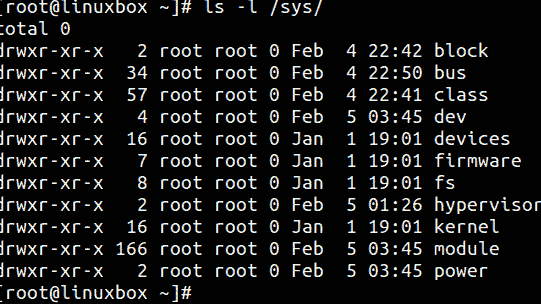 [root@linuxbox ~]# ls -l /sys/
total 0
drwxr-xr-x   2 root root 0 Feb  4 22:42 block
drwxr-xr-x  34 root root 0 Feb  4 22:50 bus
drwxr-xr-x  57 root root 0 Feb  4 22:41 class
drwxr-xr-x   4 root root 0 Feb  5 03:45 dev
drwxr-xr-x  16 root root 0 Jan  1 19:01 devices
drwxr-xr-x   7 root root 0 Jan  1 19:01 firmware
drwxr-xr-x   8 root root 0 Jan  1 19:01 fs
drwxr-xr-x   2 root root 0 Feb  5 01:26 hypervisor
drwxr-xr-x  16 root root 0 Jan  1 19:01 kernel
drwxr-xr-x 166 root root 0 Feb  5 03:45 module
drwxr-xr-x   2 root root 0 Feb  5 03:45 power
[root@linuxbox ~]#